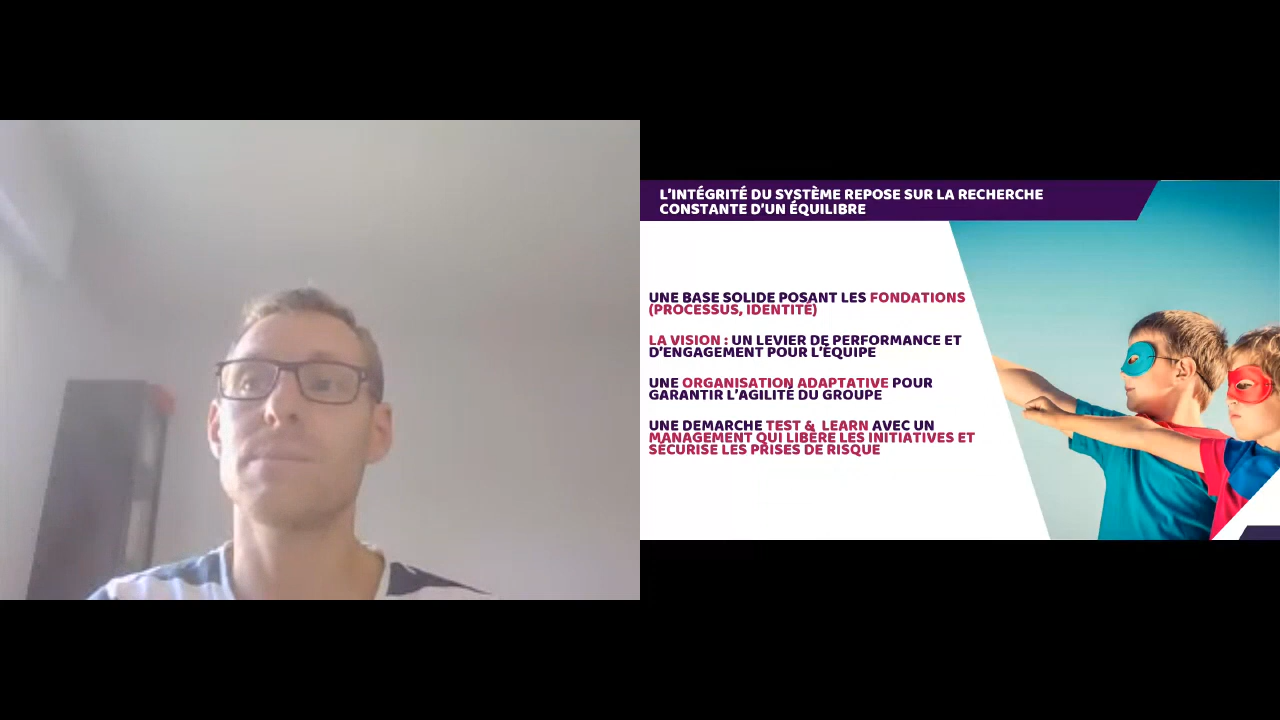 L'INTÉGRITÉ DU SYSTÈME REPOSE SUR LA RECHERCHE
CONSTANTE D'UN ÉQUILIBRE
UNE BASE SOLIDE POSANT LES FONDATIONS
(PROCESSUS, IDENTITÉ)
LA VISION : UN LEVIER DE PERFORMANCE ET
D'ENGAGEMENT POUR L'ÉQUIPE
UNE ORGANISATION ADAPTATIVE POUR
GARANTIR L'AGILITÉ DU GROUPE
UNE DEMARCHE TEST & LEARN AVEC UN
MANAGEMENT QUI LIBÈRE LES INITIATIVES ET
SÉCURISE LES PRISES DE RISQUE